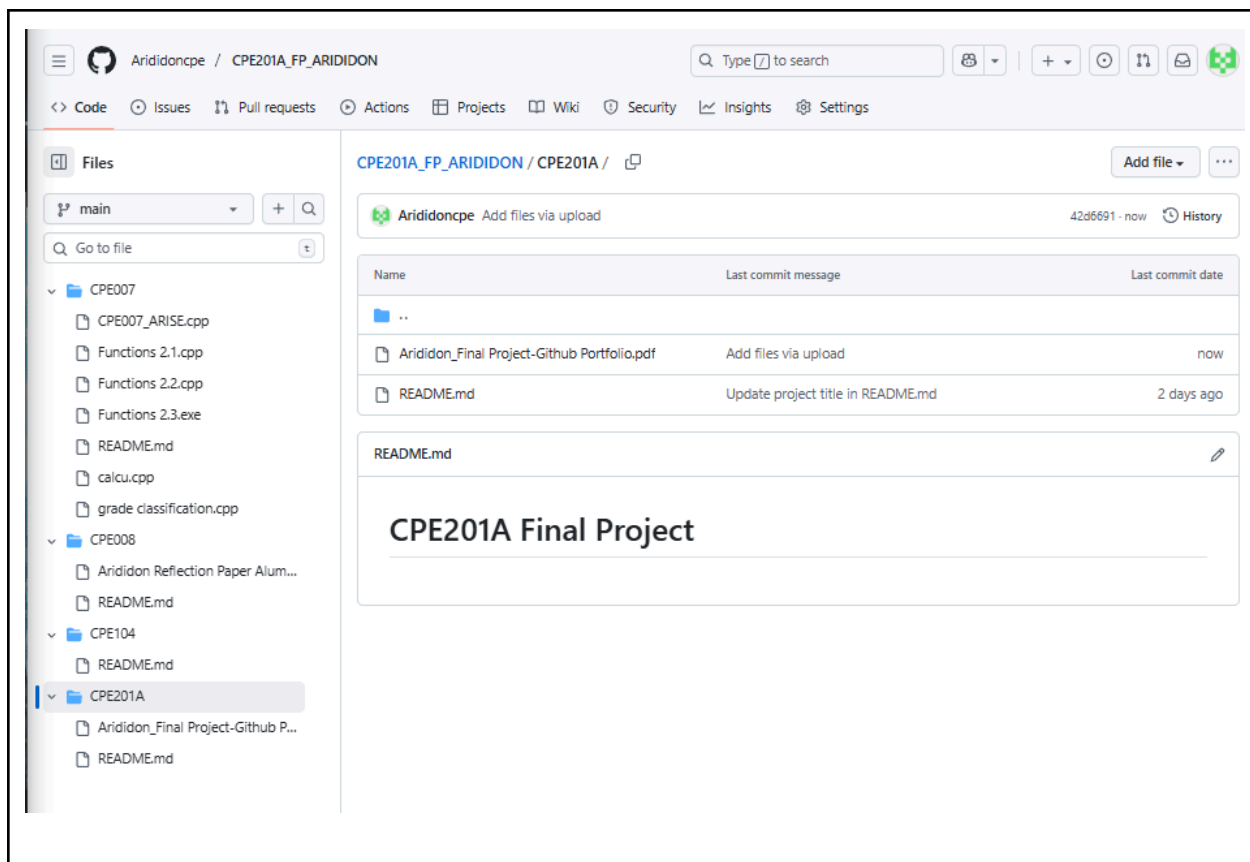 Arididoncpe / CPE201A_FP_ARIDIDON
Type / to search
Code Issues Pull requests Actions Projects Wiki Security Insights Settings
Files
main
Go to file
t
CPE007
CPE007_ARISE.cpp
Functions 2.1.cpp
Functions 2.2.cpp
Functions 2.3.exe
README.md
calcu.cpp
grade classification.cpp
CPE008
Arididon Reflection Paper Alum...
README.md
CPE104
README.md
CPE201A
Arididon_Final Project-Github P...
README.md
CPE201A_FP_ARIDIDON / CPE201A /
Add file
Arididoncpe Add files via upload 42d6691 · now History
Name Last commit message Last commit date
..
Arididon_Final Project-Github Portfolio.pdf Add files via upload now
README.md Update project title in README.md 2 days ago
README.md
CPE201A Final Project